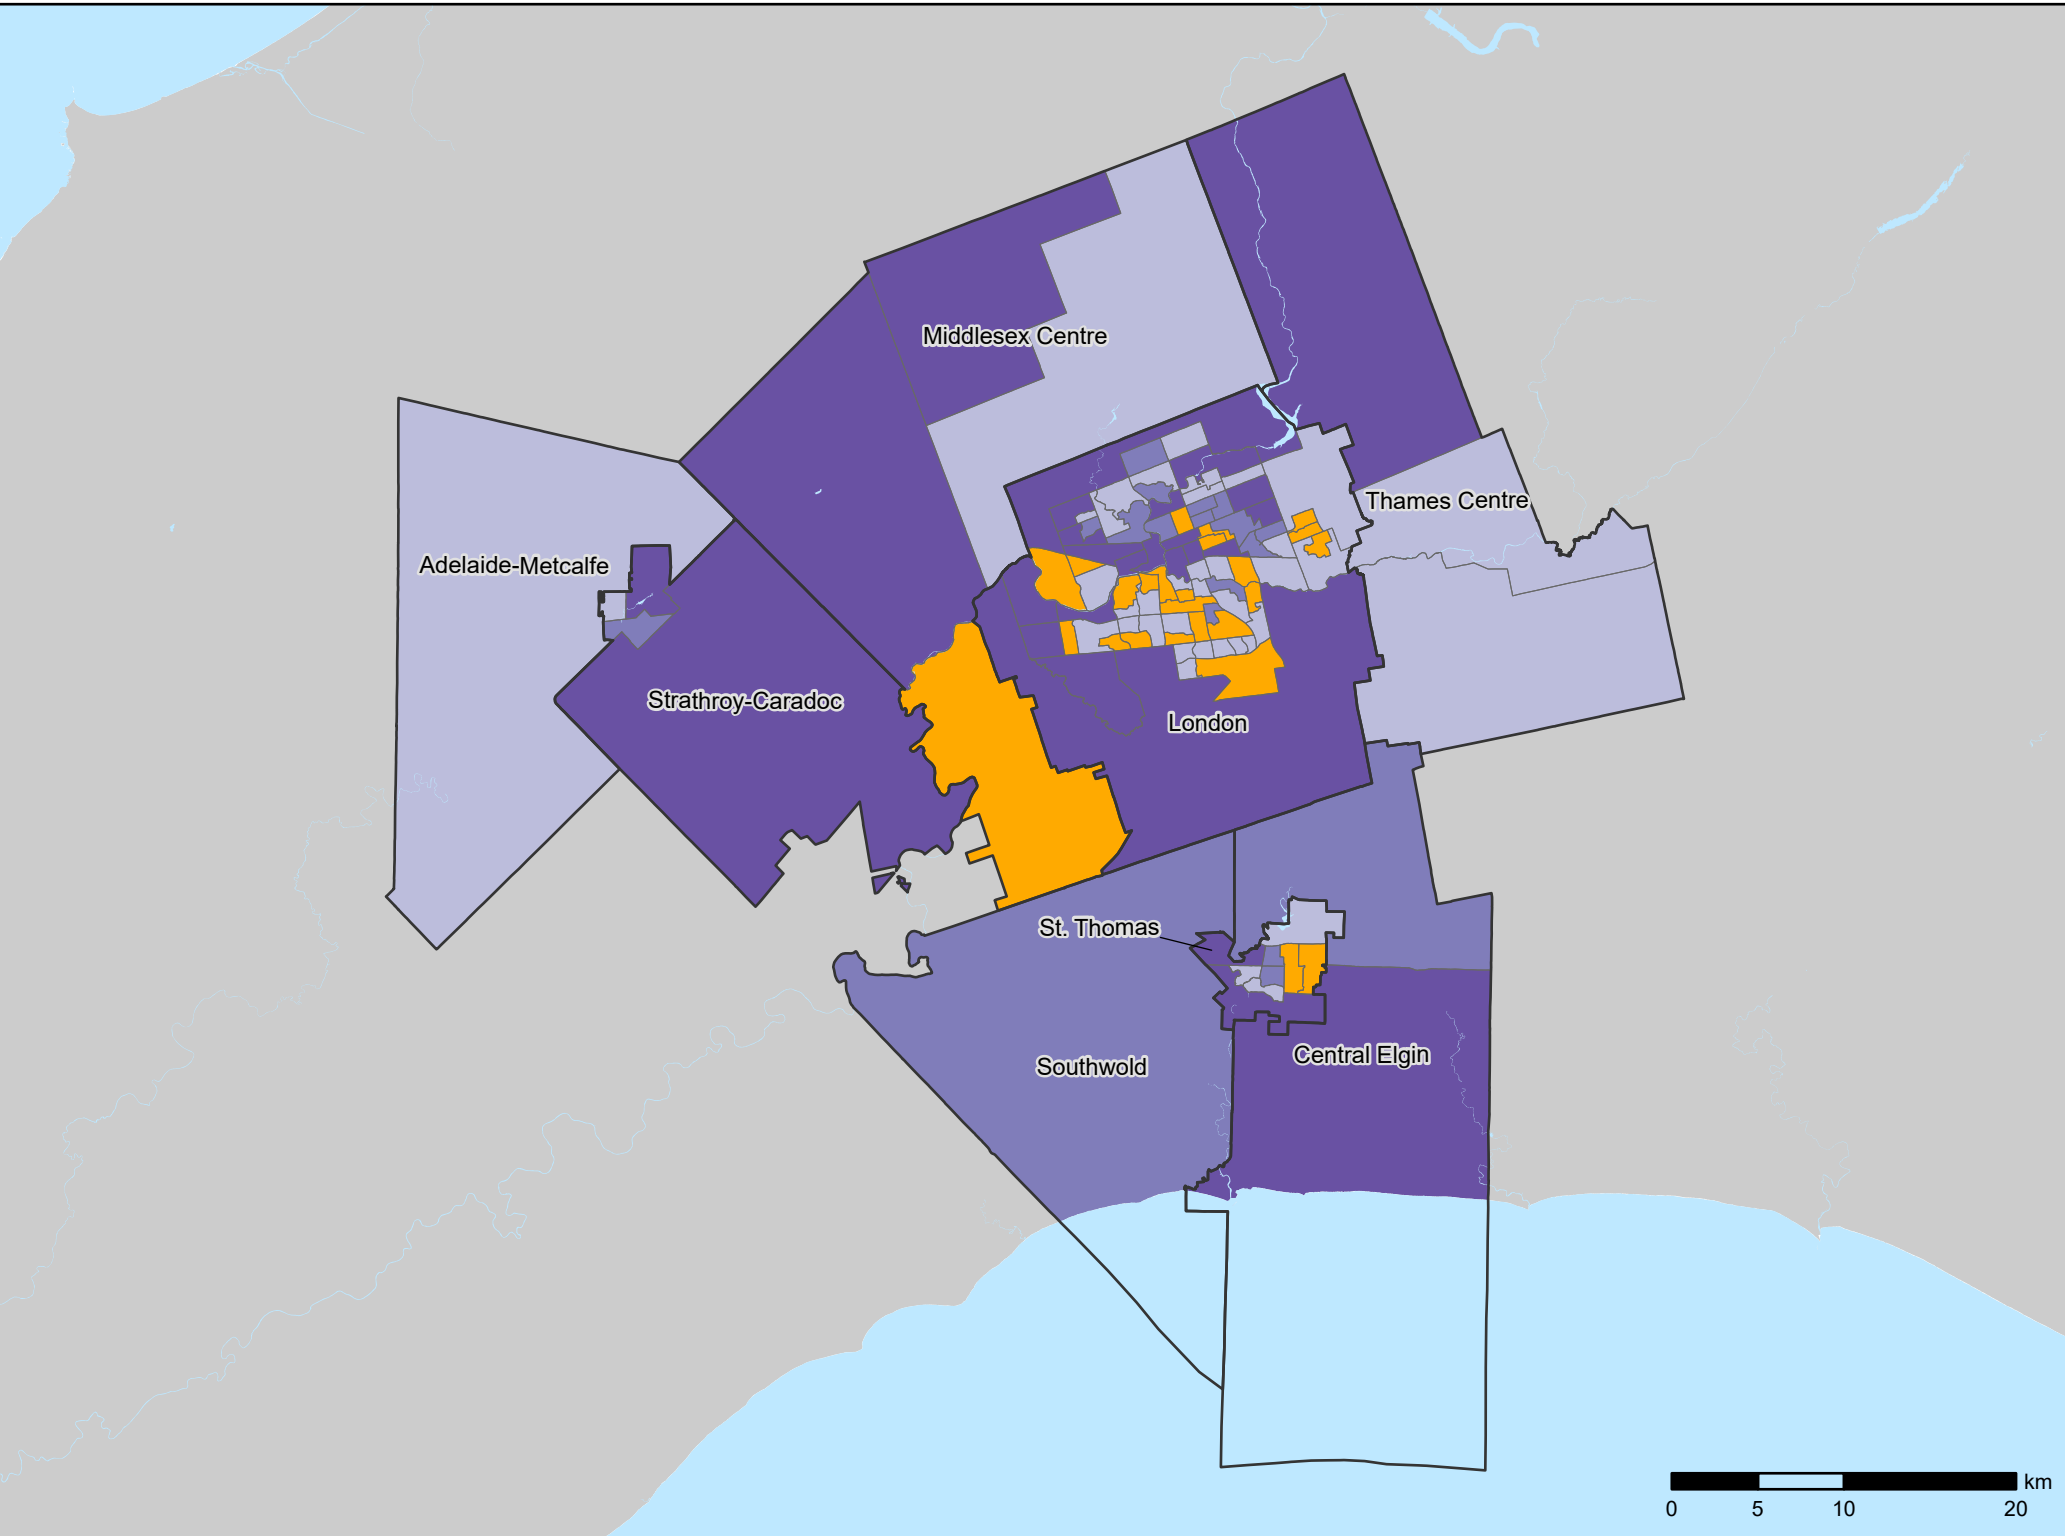 Middlesex Centre
Thames Centre
Adelaide-Metcalfe
Strathroy-Caradoc
London
St. Thomas
Central Elgin
Southwold
km
0 5 10 20